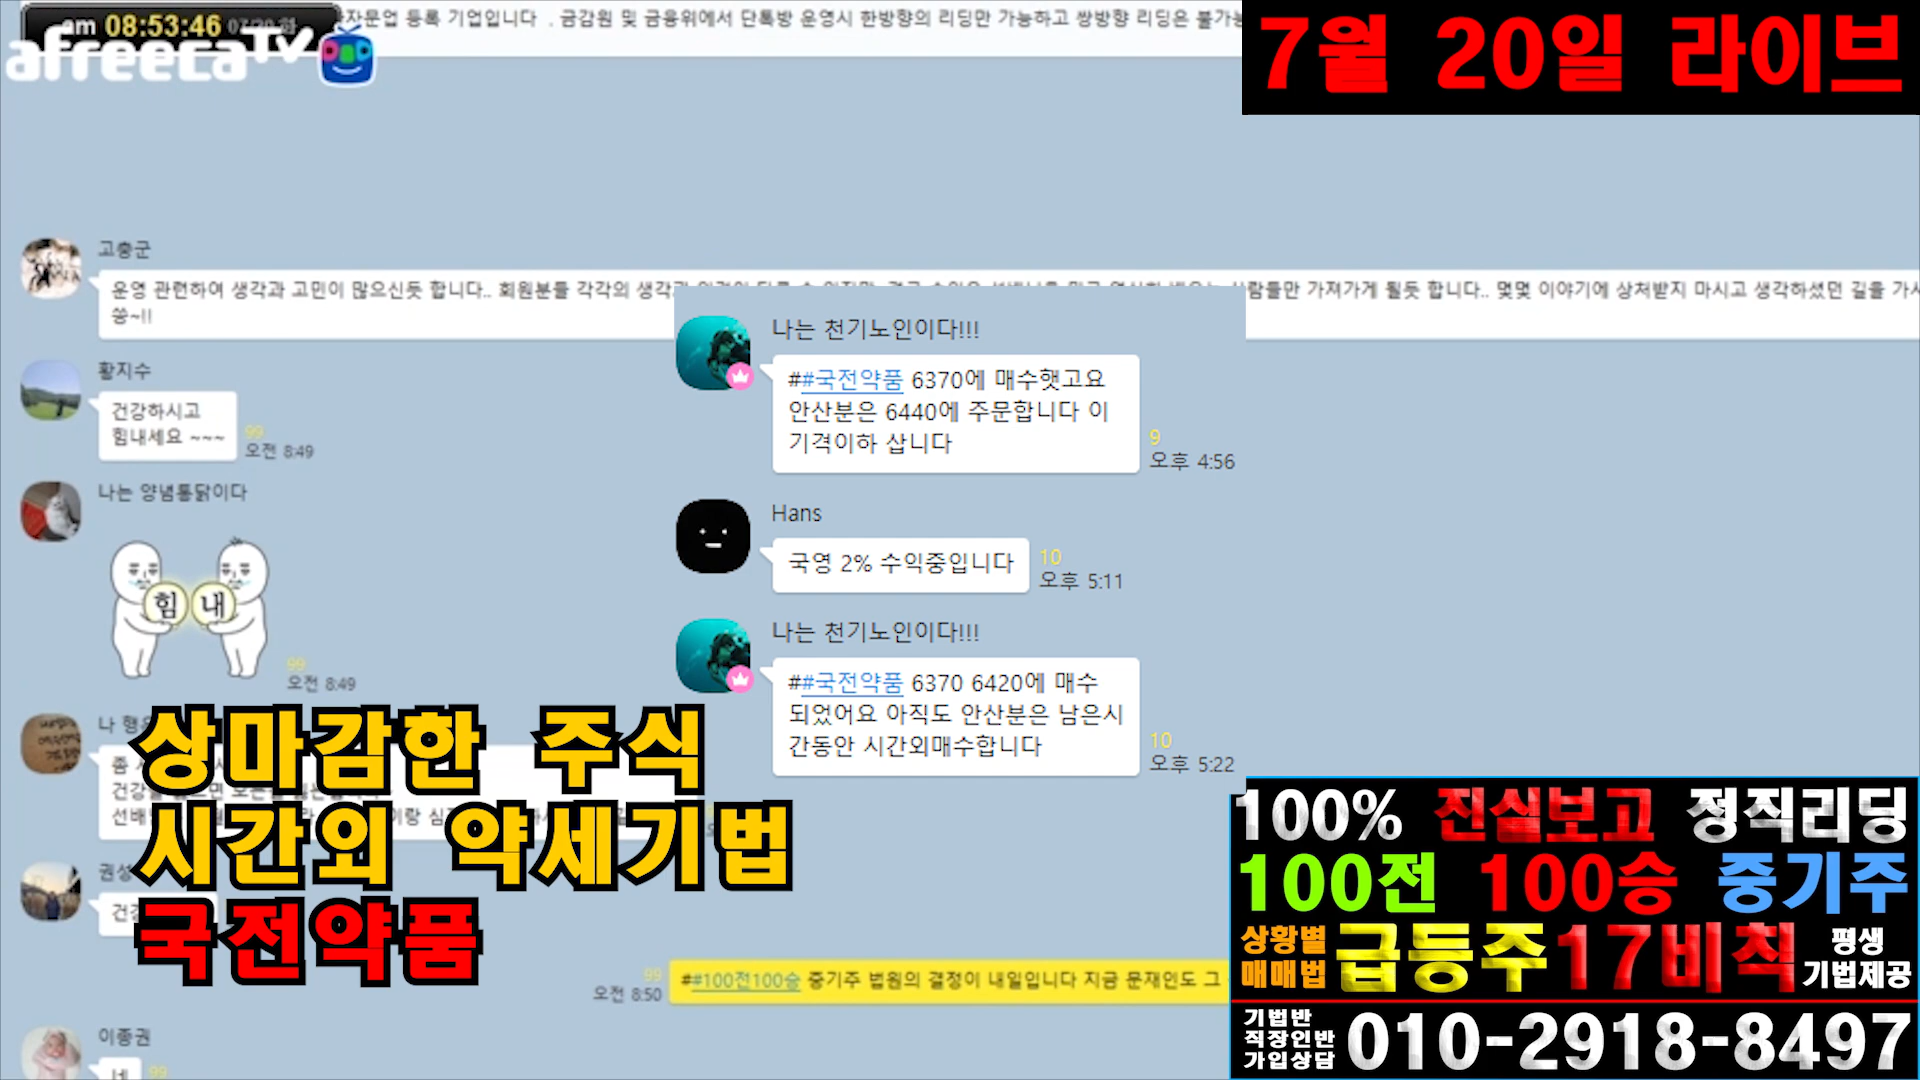 am 08:53:46
afreecaTV
자문업 등록 기업입니다 . 금감원 및 금융위에서 단톡방 운영시 한방향의 리딩만 가능하고 쌍방향 리딩은 불가능
7월 20일 라이브
고흥군
운영 관련하여 생각과 고민이 많으신듯 합니다.. 회원분들 각각의 생각
사람들만 가져가게 될듯 합니다.. 몇몇 이야기에 상처받지 마시고 생각하셨던 길을 가시
쏭~!!
황지수
건강하시고
힘내세요 ~~~
99
오전 8:49
나는 양념통닭이다
힘 내
99
오전 8:49
나는 천기노인이다!!!
##국전약품 6370에 매수햇고요
안산분은 6440에 주문합니다 이
기격이하 삽니다
9
오후 4:56
Hans
국영 2% 수익중입니다
10
오후 5:11
나는 천기노인이다!!!
##국전약품 6370 6420에 매수
되었어요 아직도 안산분은 남은시
간동안 시간외매수합니다
10
오후 5:22
상마감한 주식
시간외 약세기법
국전약품
권성
99
오전 8:50
##100전100승 중기주 법원의 결정이 내일입니다 지금 문재인도 그
이종권
네
99
100% 진실보고 정직리딩
100전 100승 중기주
상황별 매매법 급등주 17비칙 평생 기법제공
기법반
직장인반
가입상담
010-2918-8497